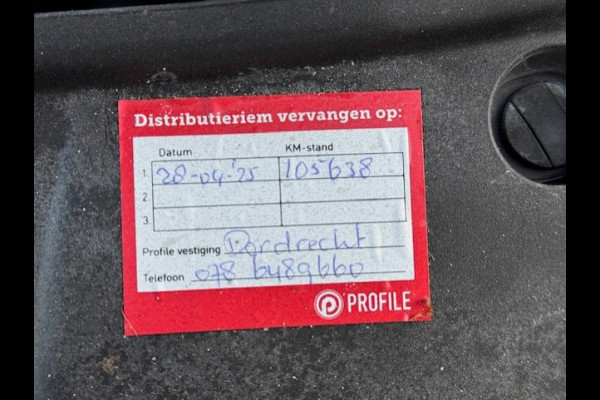 Distributieriem vervangen op:
Datum KM-stand
1. 28-04-'25 105638
2.
3.
Profile vestiging Dordrecht
Telefoon 078 6489660
PROFILE